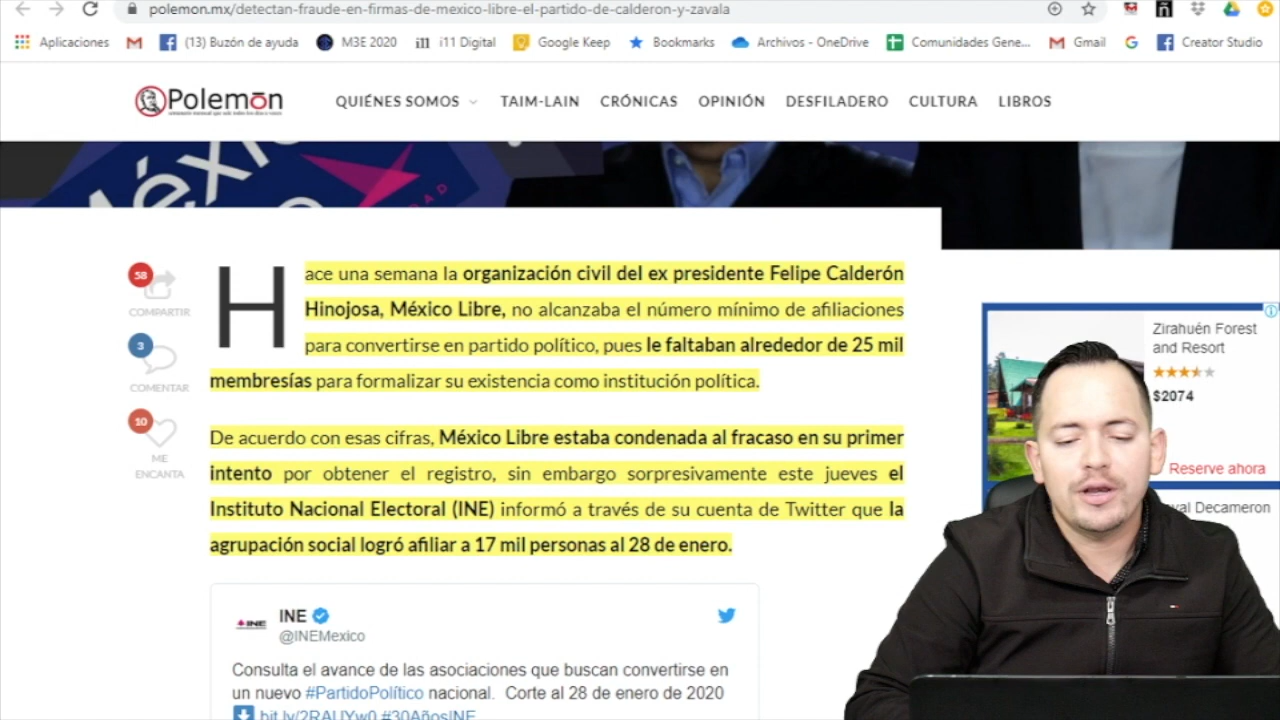 polemon.mx/detectan-fraude-en-firmas-de-mexico-libre-el-partido-de-calderon-y-zavala
Aplicaciones (13) Buzón de ayuda M3E 2020 i11 Digital Google Keep Bookmarks Archivos - OneDrive Comunidades Gene... Gmail Creator Studio
Polemōn
QUIÉNES SOMOS TAIM-LAIN CRÓNICAS OPINIÓN DESFILADERO CULTURA LIBROS
México
58
COMPARTIR
3
COMENTAR
10
ME
ENCANTA
Hace una semana la organización civil del ex presidente Felipe Calderón
Hinojosa, México Libre, no alcanzaba el número mínimo de afiliaciones
para convertirse en partido político, pues le faltaban alrededor de 25 mil
membresías para formalizar su existencia como institución política.
De acuerdo con esas cifras, México Libre estaba condenada al fracaso en su primer
intento por obtener el registro, sin embargo sorpresivamente este jueves el
Instituto Nacional Electoral (INE) informó a través de su cuenta de Twitter que la
agrupación social logró afiliar a 17 mil personas al 28 de enero.
INE
INE
@INEMexico
Consulta el avance de las asociaciones que buscan convertirse en
un nuevo #PartidoPolítico nacional. Corte al 28 de enero de 2020
#30AñosINE
Zirahuén Forest
and Resort
$2074
Reserve ahora
Decameron